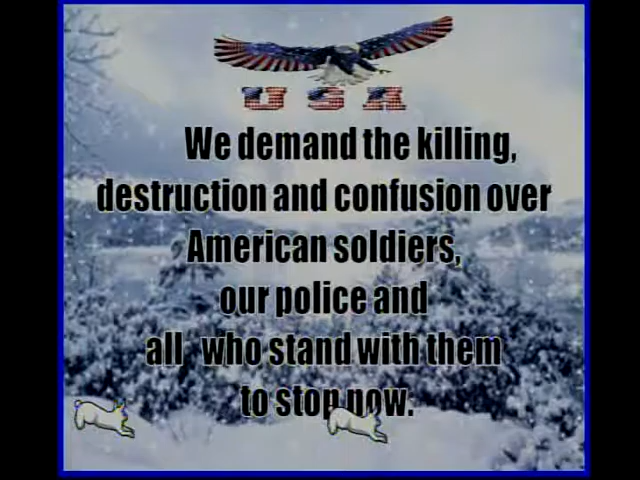 USA
We demand the killing,
destruction and confusion over
American soldiers,
our police and
all who stand with them
to stop now.